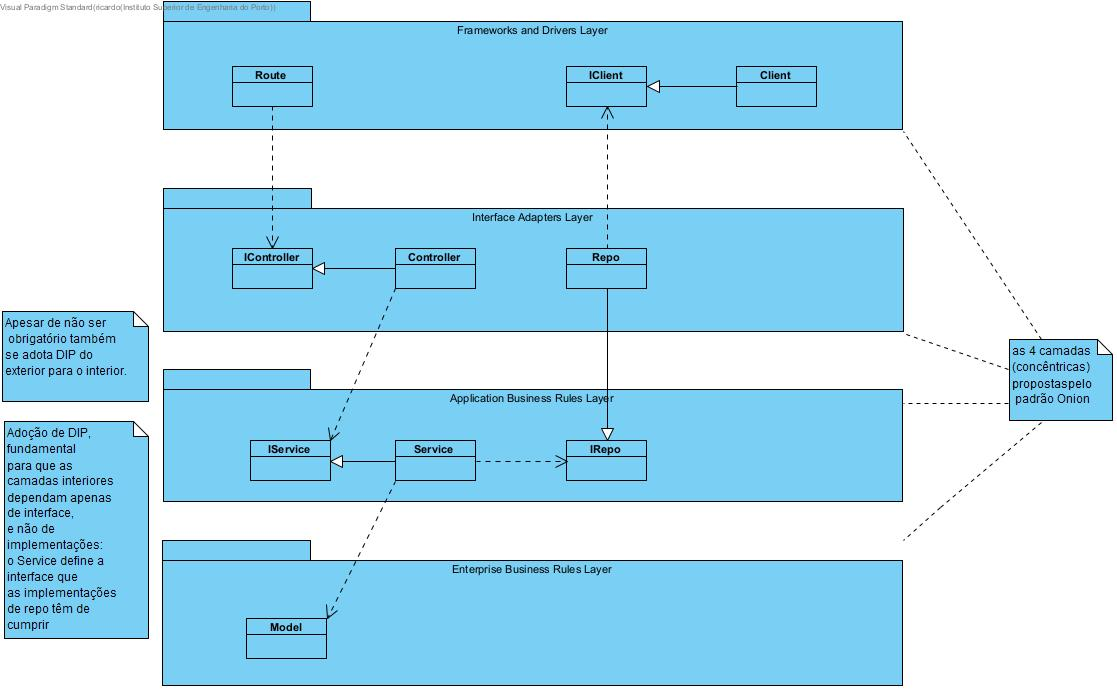 Visual Paradigm Standard(ricardo(Instituto Superior de Engenharia do Porto))
Frameworks and Drivers Layer
Route
IClient
Client
Interface Adapters Layer
IController
Controller
Repo
Apesar de não ser
obrigatório também
se adota DIP do
exterior para o interior.
as 4 camadas
(concêntricas)
propostaspelo
padrão Onion
Application Business Rules Layer
IService
Service
IRepo
Adoção de DIP,
fundamental
para que as
camadas interiores
dependam apenas
de interface,
e não de
implementações:
o Service define a
interface que
as implementações
de repo têm de
cumprir
Enterprise Business Rules Layer
Model